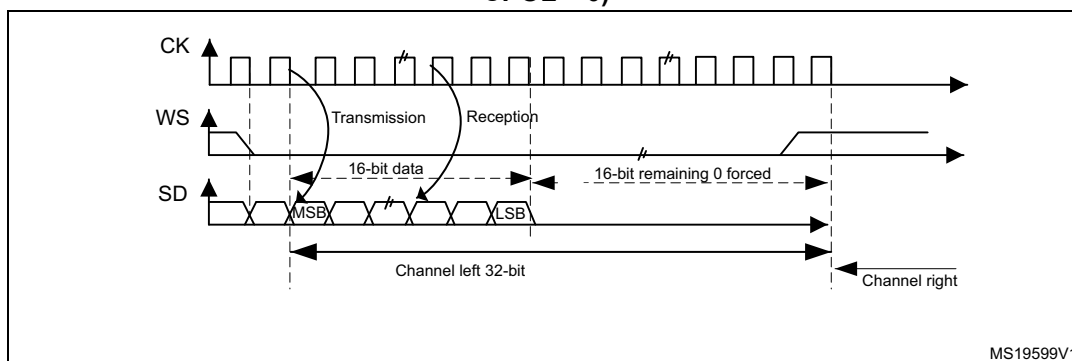 CK
WS
Transmission
Reception
16-bit data
16-bit remaining 0 forced
SD
MSB
LSB
Channel left 32-bit
Channel right